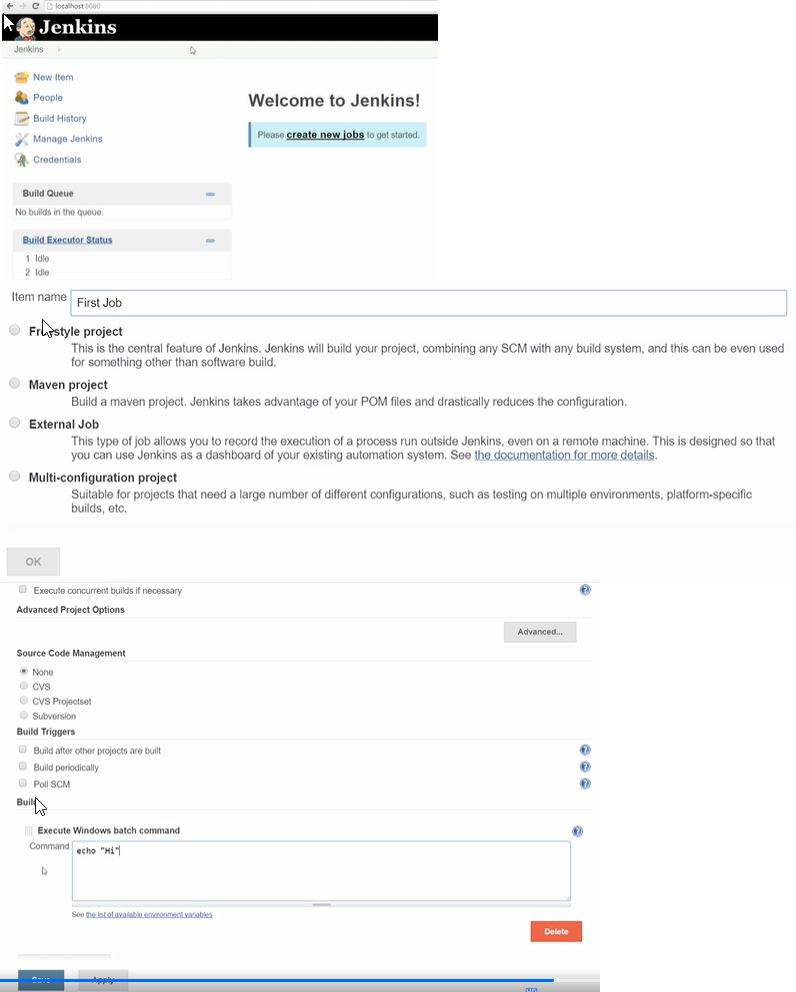 localhost:8080
Jenkins
Jenkins
New Item
People
Build History
Manage Jenkins
Credentials
Welcome to Jenkins!
Please create new jobs to get started.
Build Queue
No builds in the queue.
Build Executor Status
1 Idle
2 Idle
Item name First Job
Freestyle project
This is the central feature of Jenkins. Jenkins will build your project, combining any SCM with any build system, and this can be even used
for something other than software build.
Maven project
Build a maven project. Jenkins takes advantage of your POM files and drastically reduces the configuration.
External Job
This type of job allows you to record the execution of a process run outside Jenkins, even on a remote machine. This is designed so that
you can use Jenkins as a dashboard of your existing automation system. See the documentation for more details.
Multi-configuration project
Suitable for projects that need a large number of different configurations, such as testing on multiple environments, platform-specific
builds, etc.
OK
Execute concurrent builds if necessary
Advanced Project Options
Advanced...
Source Code Management
None
CVS
CVS Projectset
Subversion
Build Triggers
Build after other projects are built
Build periodically
Poll SCM
Build
Execute Windows batch command
Command echo "Hi"
See the list of available environment variables
Delete
Save Apply
HD